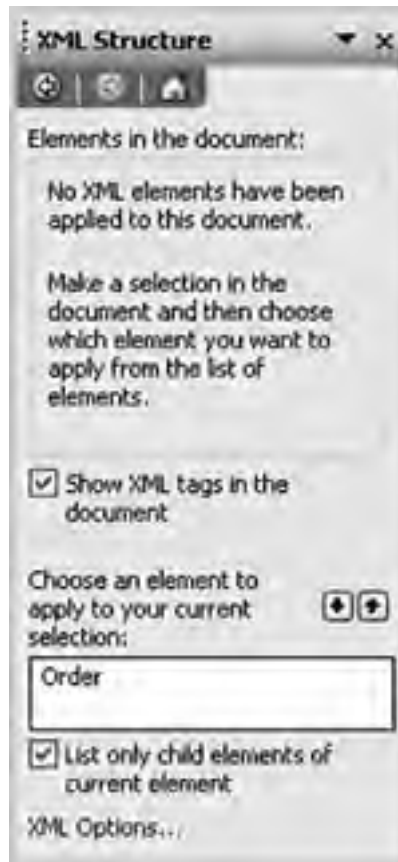 XML Structure
Elements in the document:
No XML elements have been
applied to this document.
Make a selection in the
document and then choose
which element you want to
apply from the list of
elements.
Show XML tags in the
document
Choose an element to
apply to your current
selection:
Order
List only child elements of
current element
XML Options...